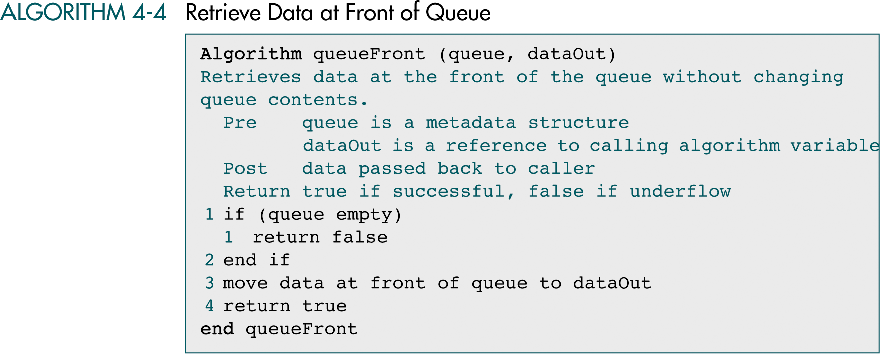 ALGORITHM 4-4 Retrieve Data at Front of Queue
Algorithm queueFront (queue, dataOut)
Retrieves data at the front of the queue without changing
queue contents.
Pre queue is a metadata structure
dataOut is a reference to calling algorithm variable
Post data passed back to caller
Return true if successful, false if underflow
1 if (queue empty)
1 return false
2 end if
3 move data at front of queue to dataOut
4 return true
end queueFront